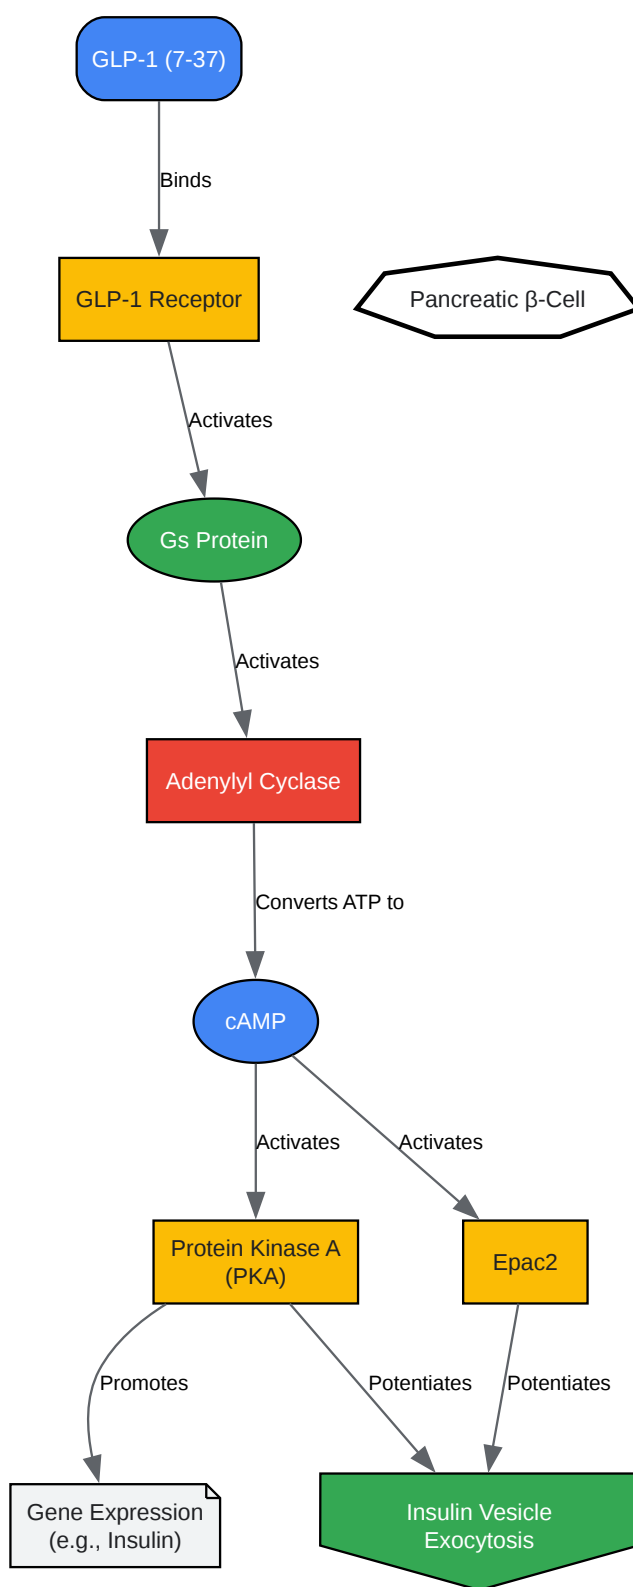 GLP-1 (7-37)
Binds
GLP-1 Receptor
Pancreatic β-Cell
Activates
Gs Protein
Activates
Adenylyl Cyclase
Converts ATP to
cAMP
Activates
Activates
Protein Kinase A
(PKA)
Epac2
Promotes
Potentiates
Potentiates
Gene Expression
(e.g., Insulin)
Insulin Vesicle
Exocytosis